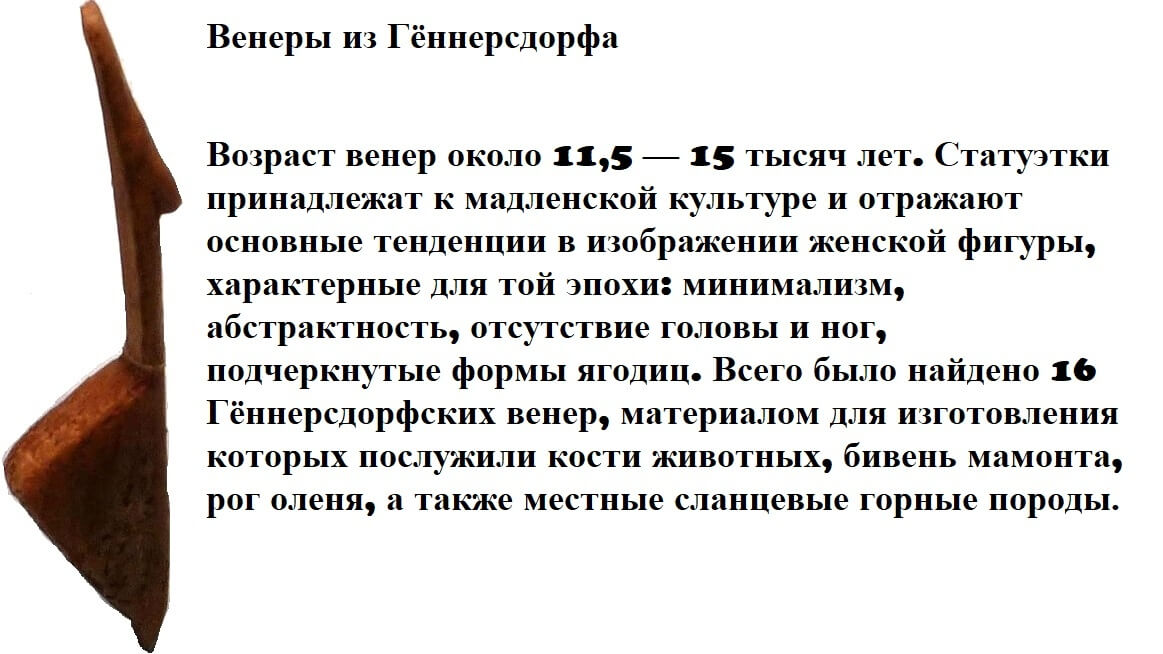 Венеры из Гённерсдорфа
Возраст венер около 11,5 — 15 тысяч лет. Статуэтки
принадлежат к мадленской культуре и отражают
основные тенденции в изображении женской фигуры,
характерные для той эпохи: минимализм,
абстрактность, отсутствие головы и ног,
подчеркнутые формы ягодиц. Всего было найдено 16
Гённерсдорфских венер, материалом для изготовления
которых послужили кости животных, бивень мамонта,
рог оленя, а также местные сланцевые горные породы.